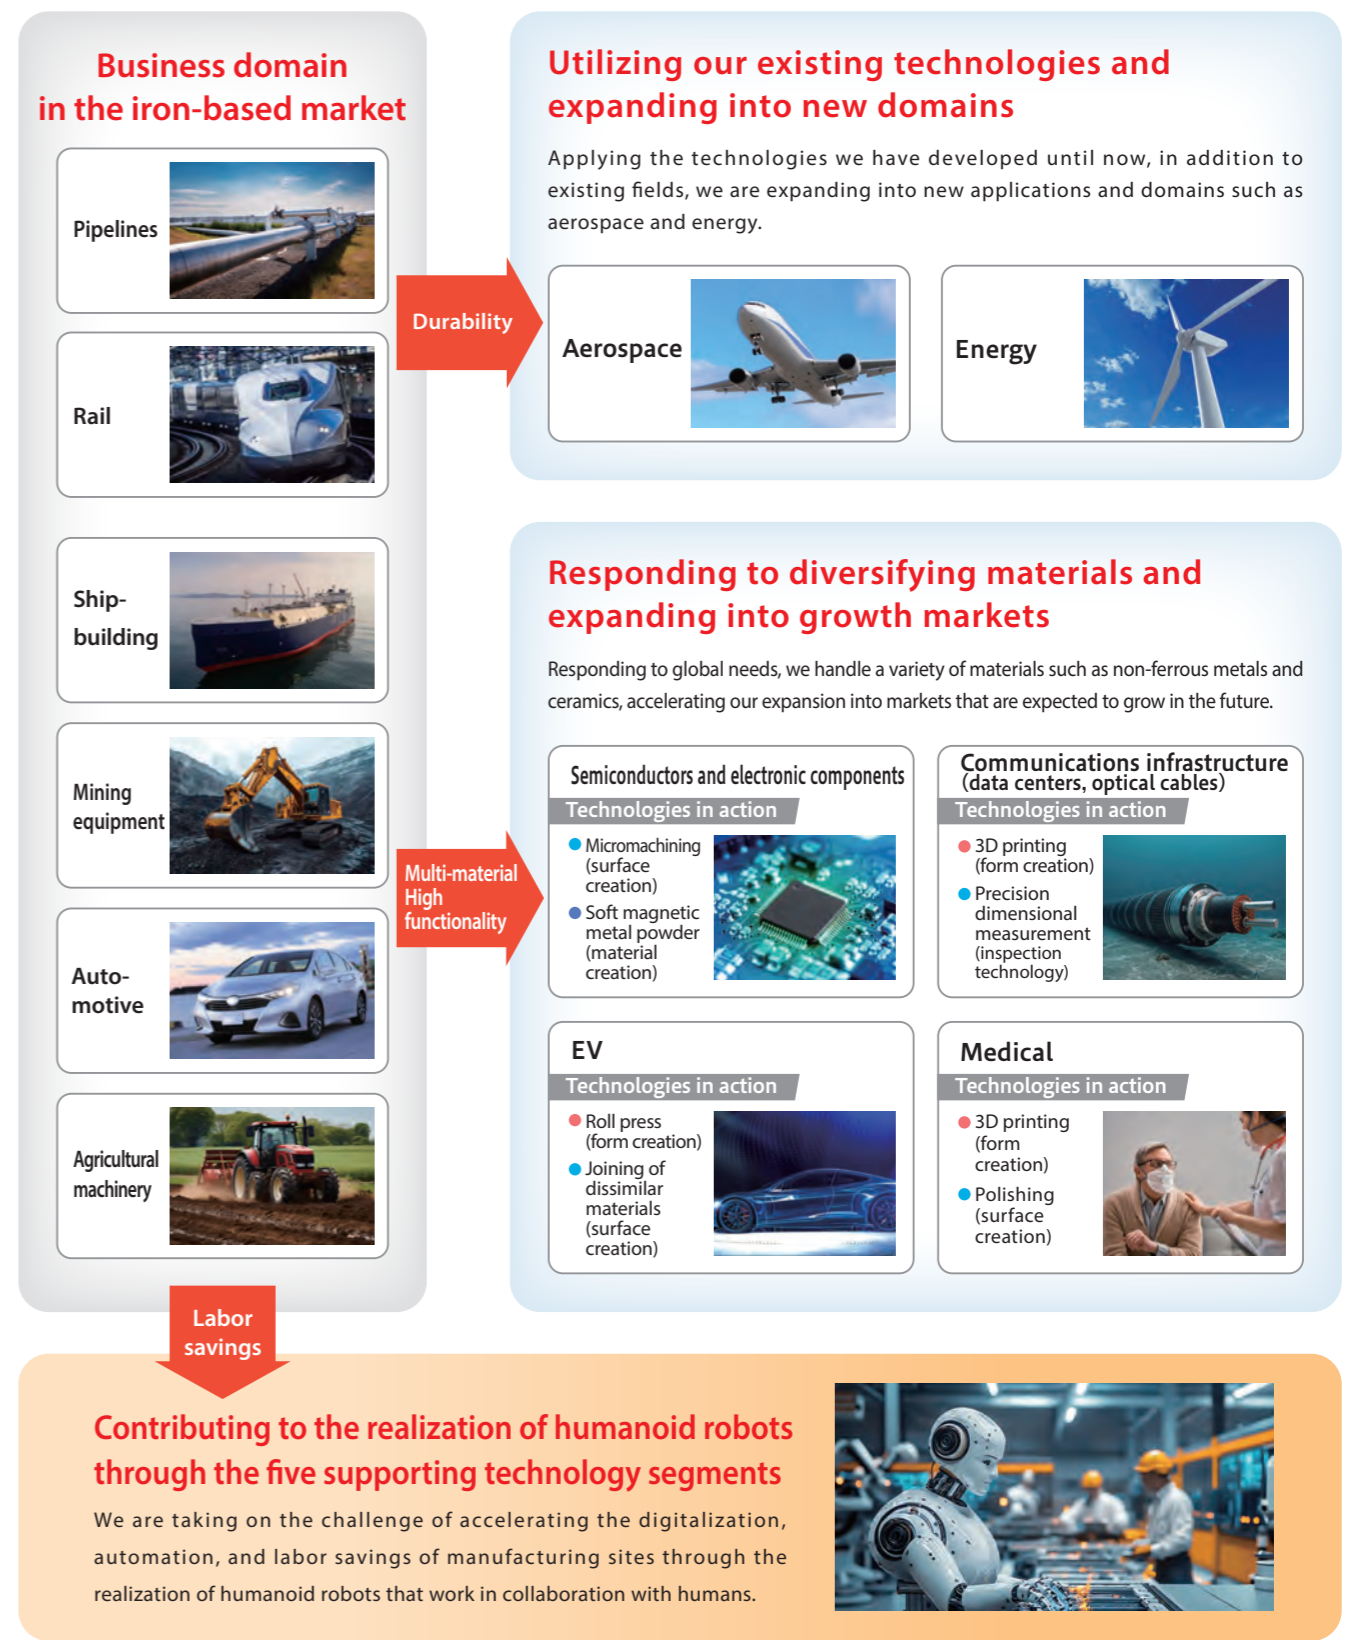 Business domain
in the iron-based market
Pipelines
Rail
Ship-
building
Mining
equipment
Auto-
motive
Agricultural
machinery
Durability
Utilizing our existing technologies and
expanding into new domains
Applying the technologies we have developed until now, in addition to
existing fields, we are expanding into new applications and domains such as
aerospace and energy.
Aerospace
Energy
Multi-material
High
functionality
Responding to diversifying materials and
expanding into growth markets
Responding to global needs, we handle a variety of materials such as non-ferrous metals and
ceramics, accelerating our expansion into markets that are expected to grow in the future.
Semiconductors and electronic components
Technologies in action
Micromachining
(surface
creation)
Soft magnetic
metal powder
(material
creation)
Communications infrastructure
(data centers, optical cables)
Technologies in action
3D printing
(form creation)
Precision
dimensional
measurement
(inspection
technology)
EV
Technologies in action
Roll press
(form creation)
Joining of
dissimilar
materials
(surface
creation)
Medical
Technologies in action
3D printing
(form
creation)
Polishing
(surface
creation)
Labor
savings
Contributing to the realization of humanoid robots
through the five supporting technology segments
We are taking on the challenge of accelerating the digitalization,
automation, and labor savings of manufacturing sites through the
realization of humanoid robots that work in collaboration with humans.